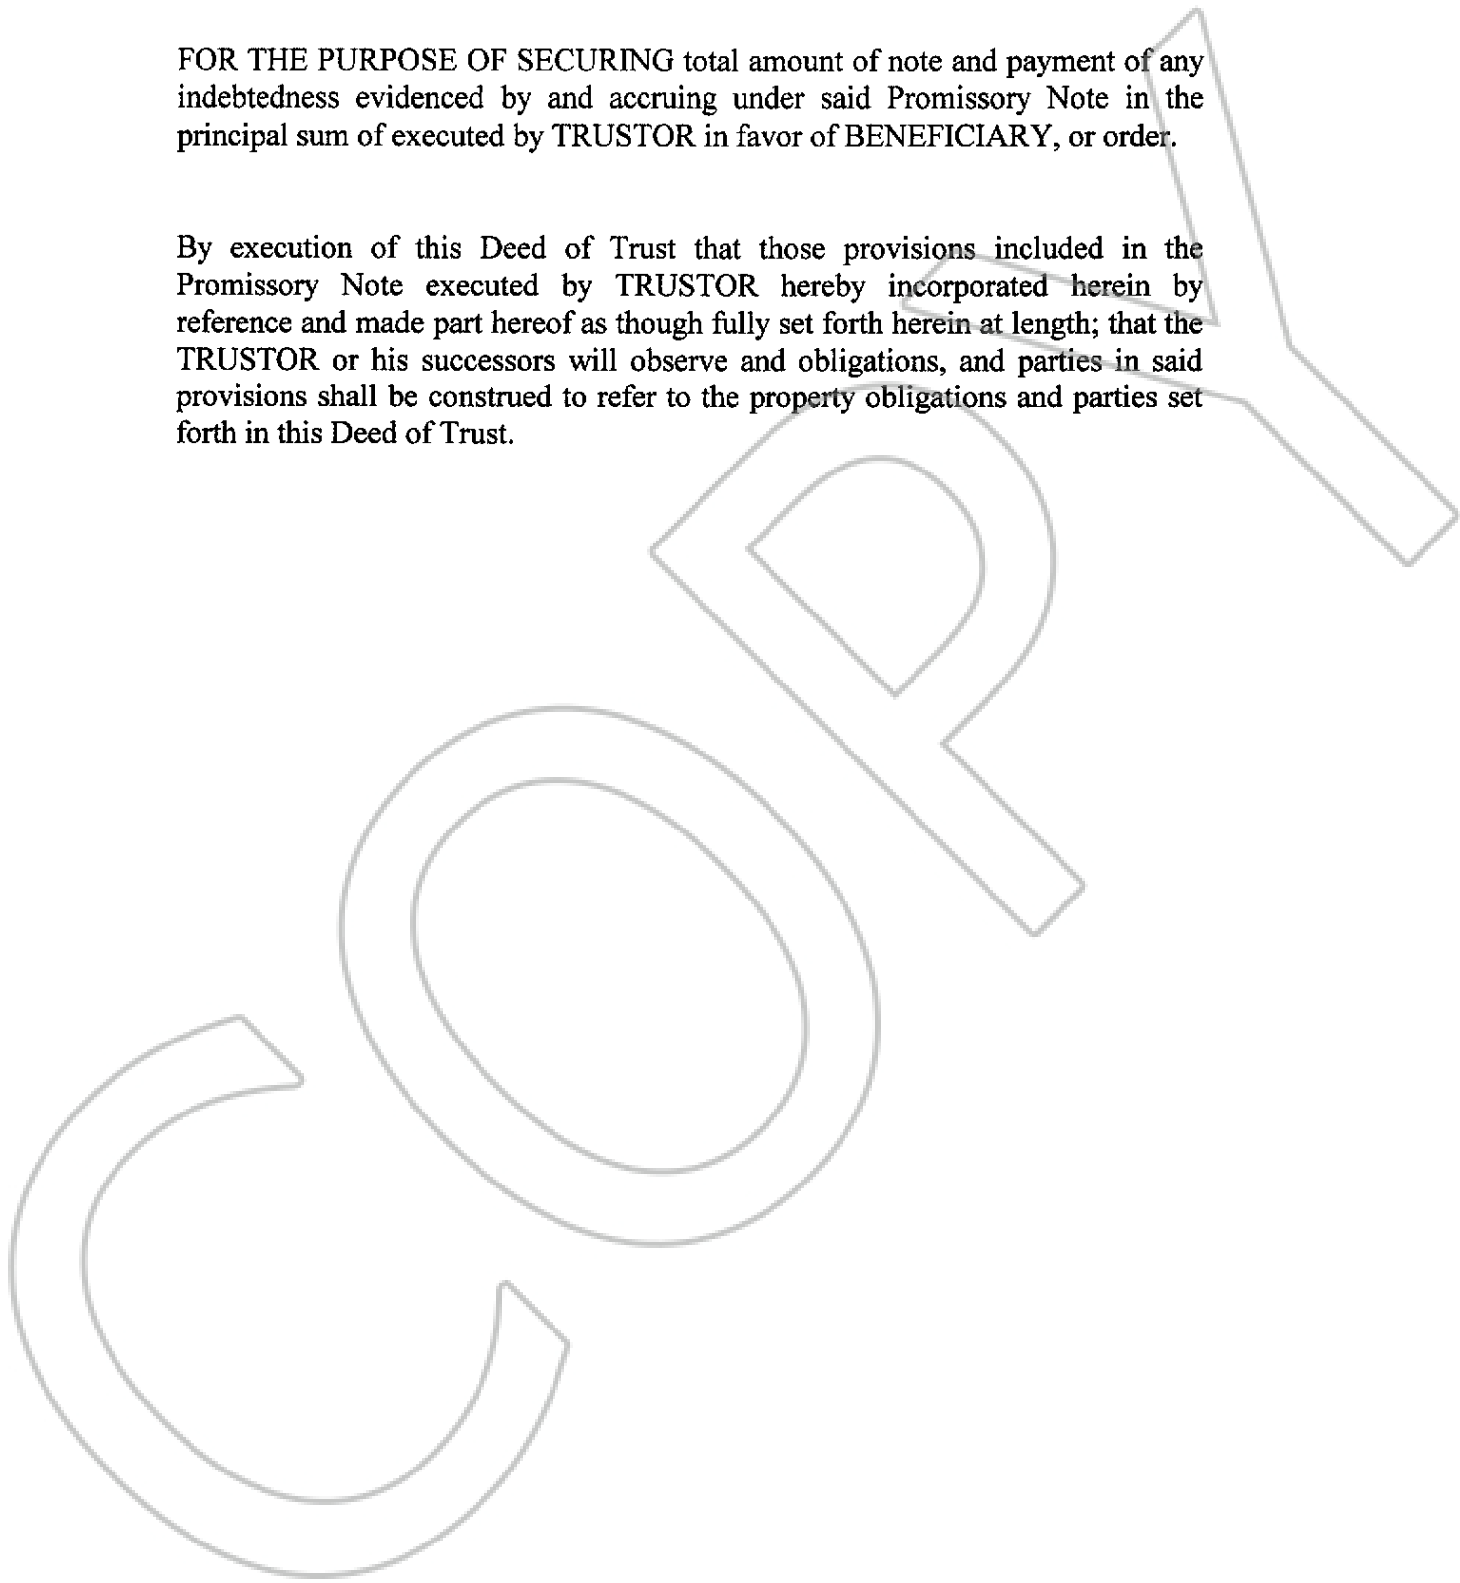 FOR THE PURPOSE OF SECURING total amount of note and payment of any
indebtedness evidenced by and accruing under said Promissory Note in the
principal sum of executed by TRUSTOR in favor of BENEFICIARY, or order.
By execution of this Deed of Trust that those provisions included in the
Promissory Note executed by TRUSTOR hereby incorporated herein by
reference and made part hereof as though fully set forth herein at length; that the
TRUSTOR or his successors will observe and obligations, and parties in said
provisions shall be construed to refer to the property obligations and parties set
forth in this Deed of Trust.
COPY